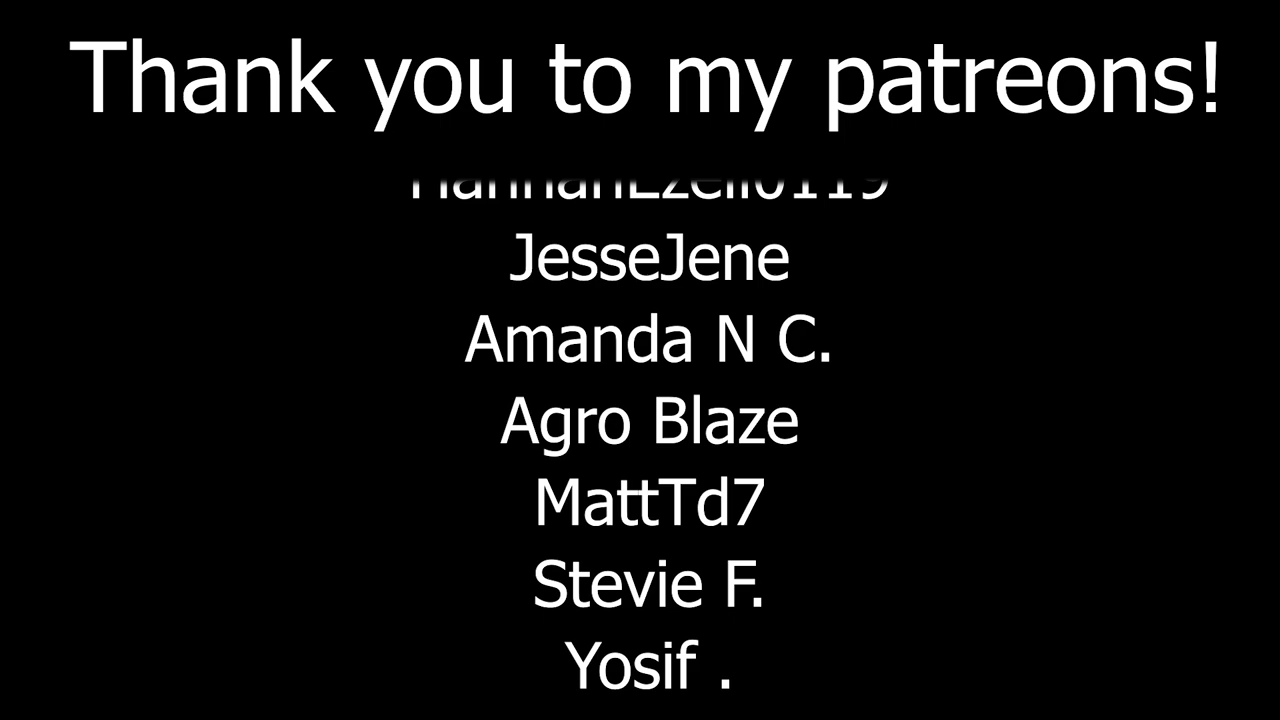 Thank you to my patreons!
JesseJene
Amanda N C.
Agro Blaze
MattTd7
Stevie F.
Yosif .